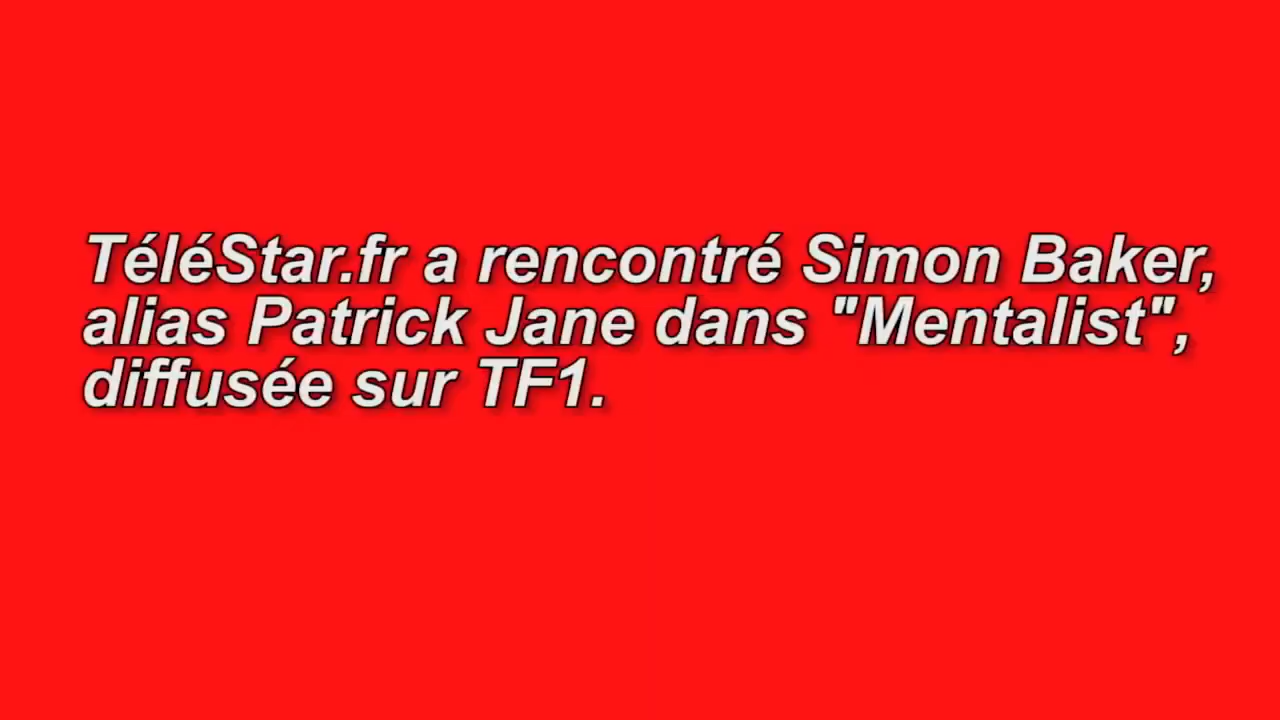 TéléStar.fr a rencontré Simon Baker,
alias Patrick Jane dans "Mentalist",
diffusée sur TF1.